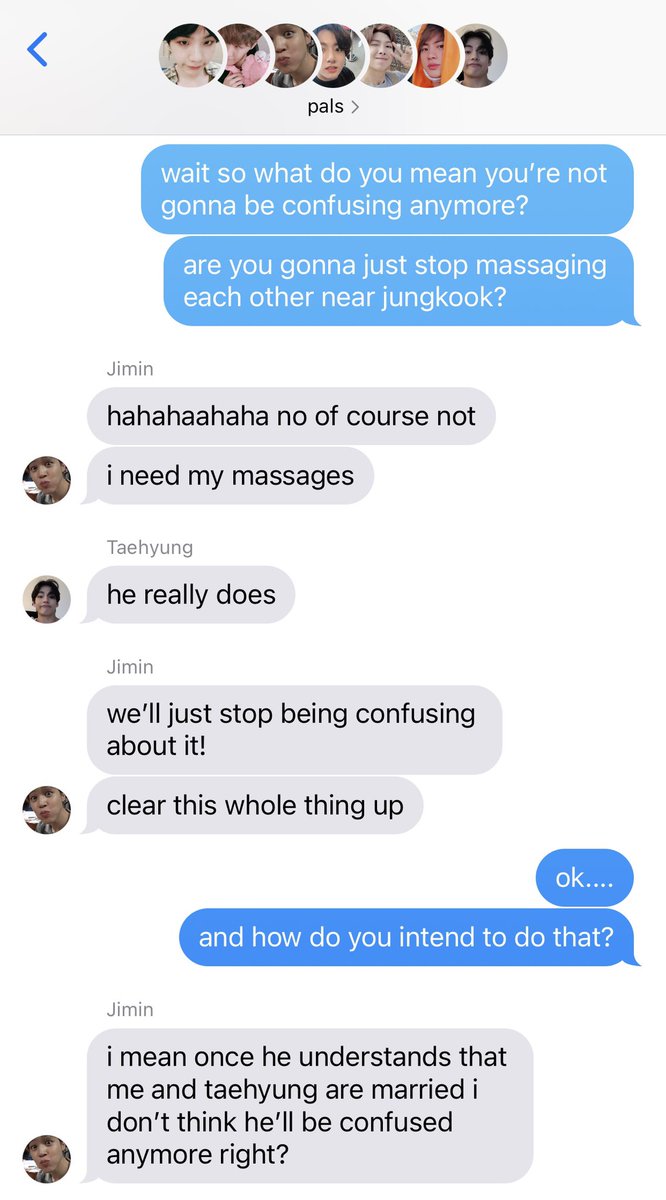 pals
wait so what do you mean you’re not
gonna be confusing anymore?
are you gonna just stop massaging
each other near jungkook?
Jimin
hahahaahaha no of course not
i need my massages
Taehyung
he really does
Jimin
we’ll just stop being confusing
about it!
clear this whole thing up
ok....
and how do you intend to do that?
Jimin
i mean once he understands that
me and taehyung are married i
don’t think he’ll be confused
anymore right?